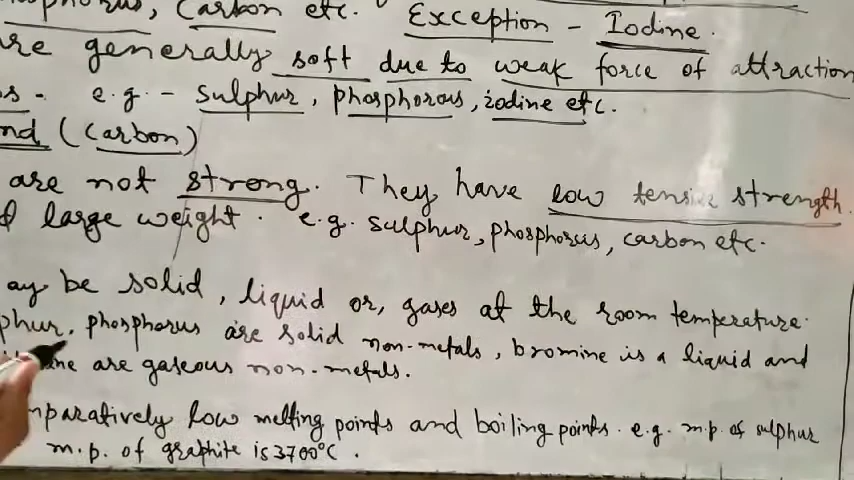 phosphorus, Carbon etc. Exception - Iodine.
are generally soft due to weak force of attraction
e.g. - sulphur, phosphorous, iodine etc.
nd (Carbon)
are not strong. They have low tensile strength.
large weight. e.g. sulphur, phosphorus, carbon etc.
ay be solid, liquid or, gases at the room temperature.
phur, phosphorus are solid non-metals, bromine is a liquid and
are gaseous non-metals.
mparatively low melting points and boiling points. e.g. m.p. of sulphur
m.p. of graphite is 3700°C.